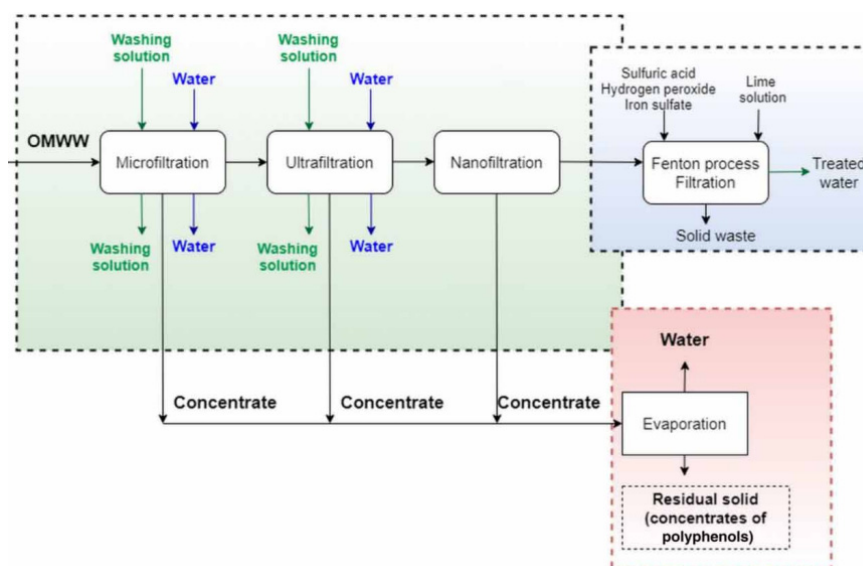 Washing
solution
Water
Washing
solution
Water
OMWW
Microfiltration
Ultrafiltration
Nanofiltration
Washing
solution
Water
Washing
solution
Water
Sulfuric acid
Hydrogen peroxide
Iron sulfate
Lime
solution
Fenton process
Filtration
Treated
water
Solid waste
Concentrate
Concentrate
Concentrate
Water
Evaporation
Residual solid
(concentrates of
polyphenols)